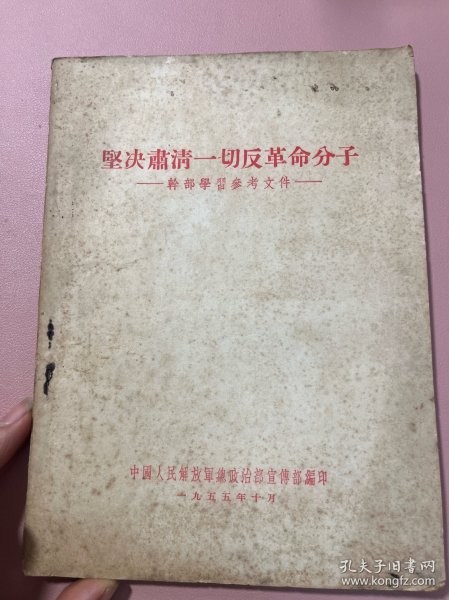 堅决肅清一切反革命分子
——幹部學習参考文件——
中國人民解放軍總政治部宣傳部編印
一九五五年十月
孔夫子旧书网
www.kongfz.com